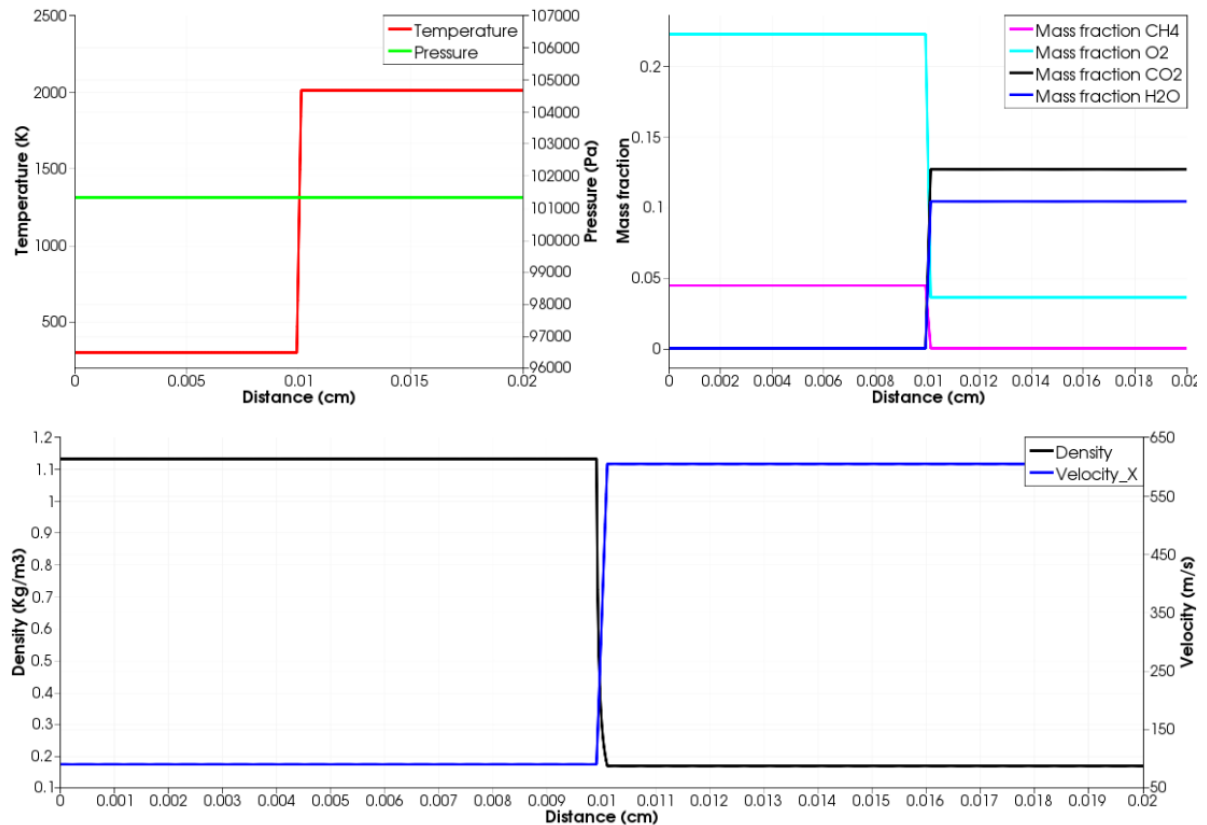 2500
2000
1500
1000
500
Temperature (K)
Temperature
Pressure
107000
106000
105000
104000
103000
102000
101000
100000
99000
98000
97000
96000
Pressure (Pa)
0 0.005 0.01 0.015 0.02
Distance (cm)
0.2
0.15
0.1
0.05
0
Mass fraction
Mass fraction CH4
Mass fraction O2
Mass fraction CO2
Mass fraction H2O
0 0.002 0.004 0.006 0.008 0.01 0.012 0.014 0.016 0.018 0.02
Distance (cm)
1.2
1.1
1
0.9
0.8
0.7
0.6
0.5
0.4
0.3
0.2
0.1
Density (Kg/m3)
Density
Velocity_X
650
550
450
350
250
150
50
Velocity (m/s)
0 0.001 0.002 0.003 0.004 0.005 0.006 0.007 0.008 0.009 0.01 0.011 0.012 0.013 0.014 0.015 0.016 0.017 0.018 0.019 0.02
Distance (cm)